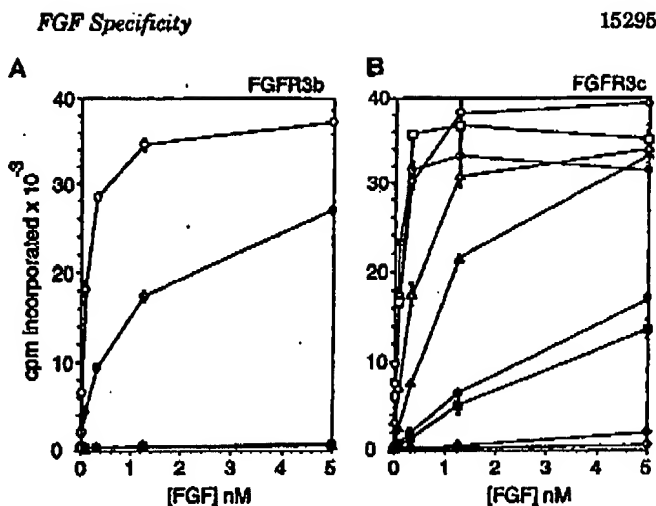 FGF Specificity 15295
A B
FGFR3b FGFR3c
cpm incorporated x 10⁻³
40 40
30 30
20 20
10 10
0 0
0 1 2 3 4 5 0 1 2 3 4 5
[FGF] nM [FGF] nM